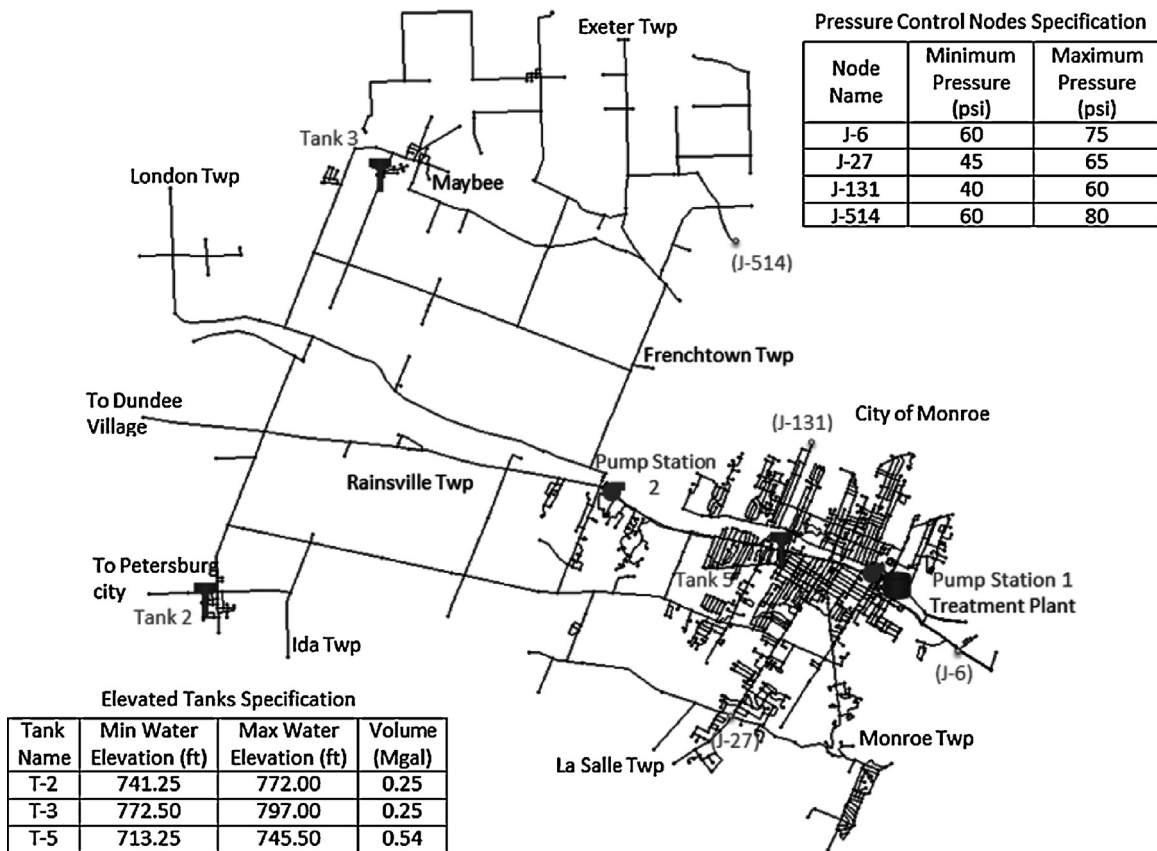 Exeter Twp
Pressure Control Nodes Specification
Node Name Minimum Pressure (psi) Maximum Pressure (psi)
J-6 60 75
J-27 45 65
J-131 40 60
J-514 60 80
Tank 3
London Twp
Maybee
(J-514)
Frenchtown Twp
To Dundee
Village
City of Monroe
(J-131)
Pump Station
2
Rainsville Twp
To Petersburg
city
Tank 5
Pump Station 1
Treatment Plant
Tank 2
Ida Twp
(J-6)
(J-27)
Monroe Twp
La Salle Twp
Elevated Tanks Specification
Tank Name Min Water Elevation (ft) Max Water Elevation (ft) Volume (Mgal)
T-2 741.25 772.00 0.25
T-3 772.50 797.00 0.25
T-5 713.25 745.50 0.54